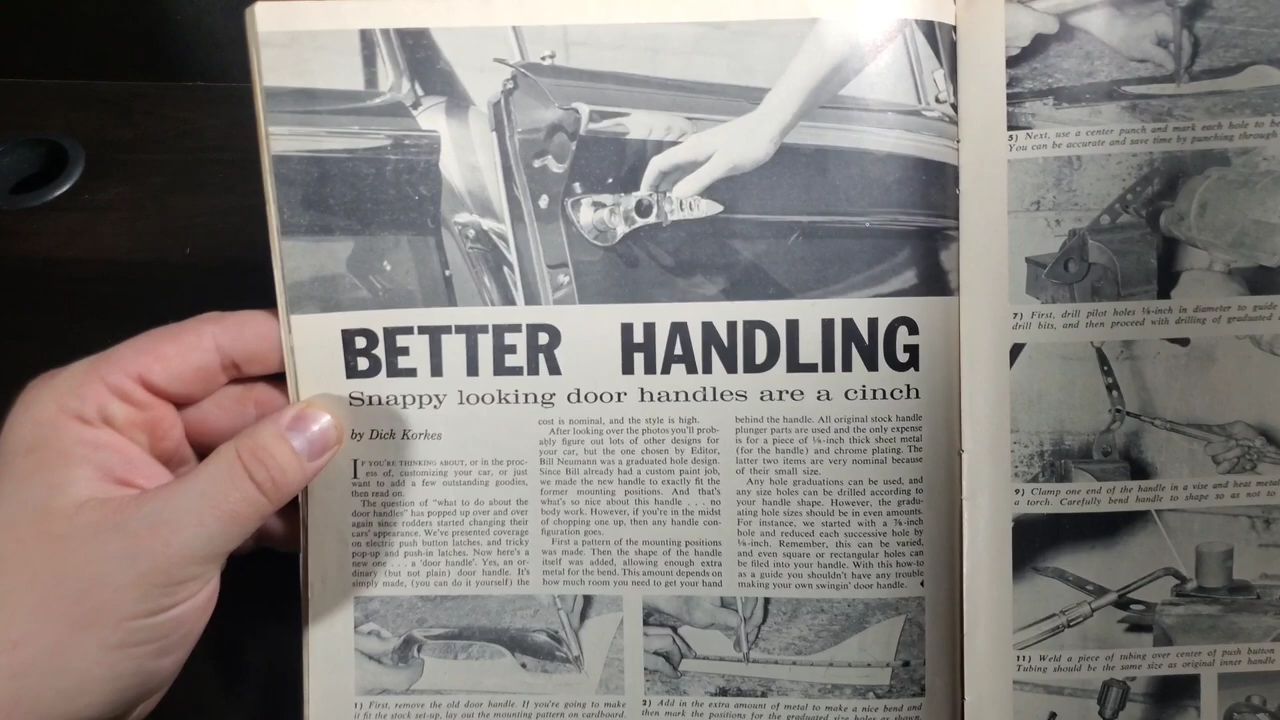 BETTER HANDLING
Snappy looking door handles are a cinch
by Dick Korkes
IF YOU'RE THINKING ABOUT, or in the proc-
ess of, customizing your car, or just
want to add a few outstanding goodies,
then read on.
The question of "what to do about the
door handles" has popped up over and over
again since rodders started changing their
cars' appearance. We've presented coverage
on electric push button latches, and tricky
pop-up and push-in latches. Now here's a
new one . . . a 'door handle'. Yes, an or-
dinary (but not plain) door handle. It's
simply made, (you can do it yourself) the
cost is nominal, and the style is high.
After looking over the photos you'll prob-
ably figure out lots of other designs for
your car, but the one chosen by Editor,
Bill Neumann was a graduated hole design.
Since Bill already had a custom paint job,
we made the new handle to exactly fit the
former mounting positions. And that's
what's so nice about this handle . . . no
body work. However, if you're in the midst
of chopping one up, then any handle con-
figuration goes.
First a pattern of the mounting positions
was made. Then the shape of the handle
itself was added, allowing enough extra
metal for the bend. This amount depends on
how much room you need to get your hand
behind the handle. All original stock handle
plunger parts are used and the only expense
is for a piece of ⅛-inch thick sheet metal
(for the handle) and chrome plating. The
latter two items are very nominal because
of their small size.
Any hole graduations can be used, and
any size holes can be drilled according to
your handle shape. However, the gradu-
ating hole sizes should be in even amounts.
For instance, we started with a ⅞-inch
hole and reduced each successive hole by
⅛-inch. Remember, this can be varied,
and even square or rectangular holes can
be filed into your handle. With this how-to
as a guide you shouldn't have any trouble
making your own swingin' door handle.
1) First, remove the old door handle. If you're going to make
it fit the stock set-up, lay out the mounting pattern on cardboard.
2) Add in the extra amount of metal to make a nice bend and
then mark the positions for the graduated size holes as shown.
5) Next, use a center punch and mark each hole to
You can be accurate and save time by punching through
7) First, drill pilot holes ⅛-inch in diameter to guide
drill bits, and then proceed with drilling of graduated
9) Clamp one end of the handle in a vise and heat metal
a torch. Carefully bend handle to shape so as not to
11) Weld a piece of tubing over center of push button
Tubing should be the same size as original inner handle